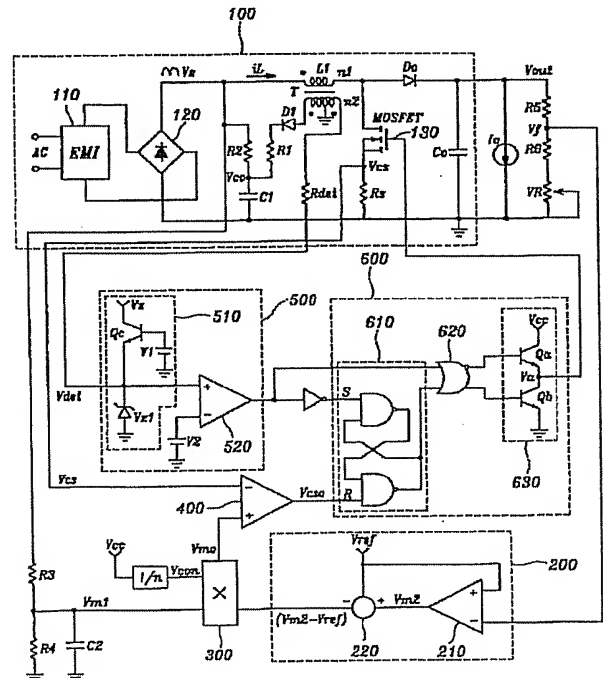 100
110
VR
iL
L1
n1
Do
Vout
T
n2
D1
R5
120
MOSFET
Vf
AC
EMI
R2
R1
130
Io
R6
Vcc
Vcs
Co
C1
Rdet
Rs
VR
600
500
510
610
620
Vcc
Vz
Qc
V1
Qa
Va
Vdet
S
Qb
Vz1
V2
520
Vcs
R
630
400
Vcso
Vref
200
Vcc
Vmo
R3
1/n
Vcon
Vm1
X
- +
Vm2
+
(Vm2-Vref)
-
R4
C2
300
220
210